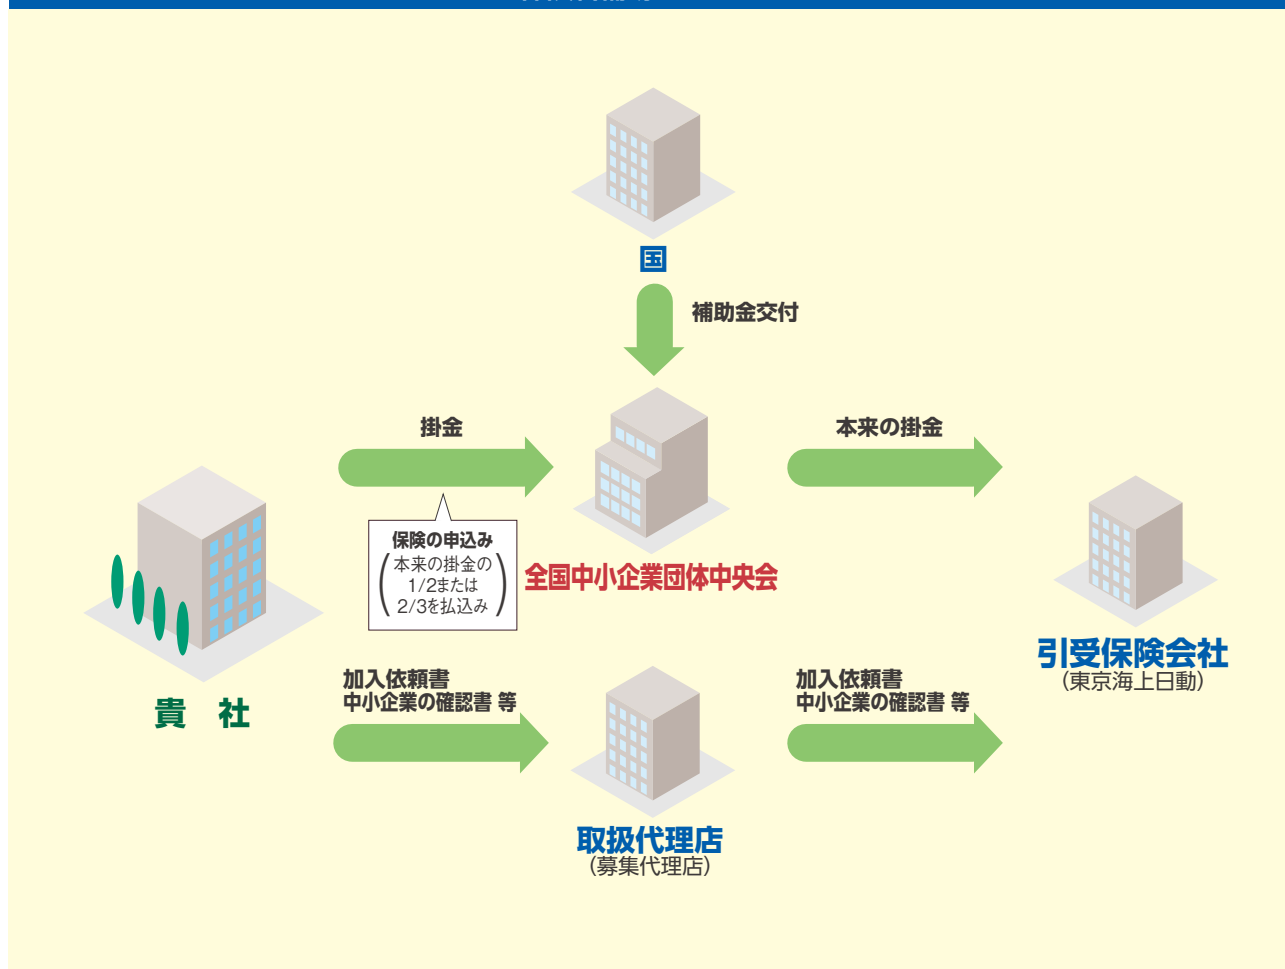 国
補助金交付
掛金
本来の掛金
保険の申込み
(本来の掛金の
1/2または
2/3を払込み)
全国中小企業団体中央会
引受保険会社
(東京海上日動)
貴 社
加入依頼書
中小企業の確認書 等
加入依頼書
中小企業の確認書 等
取扱代理店
(募集代理店)